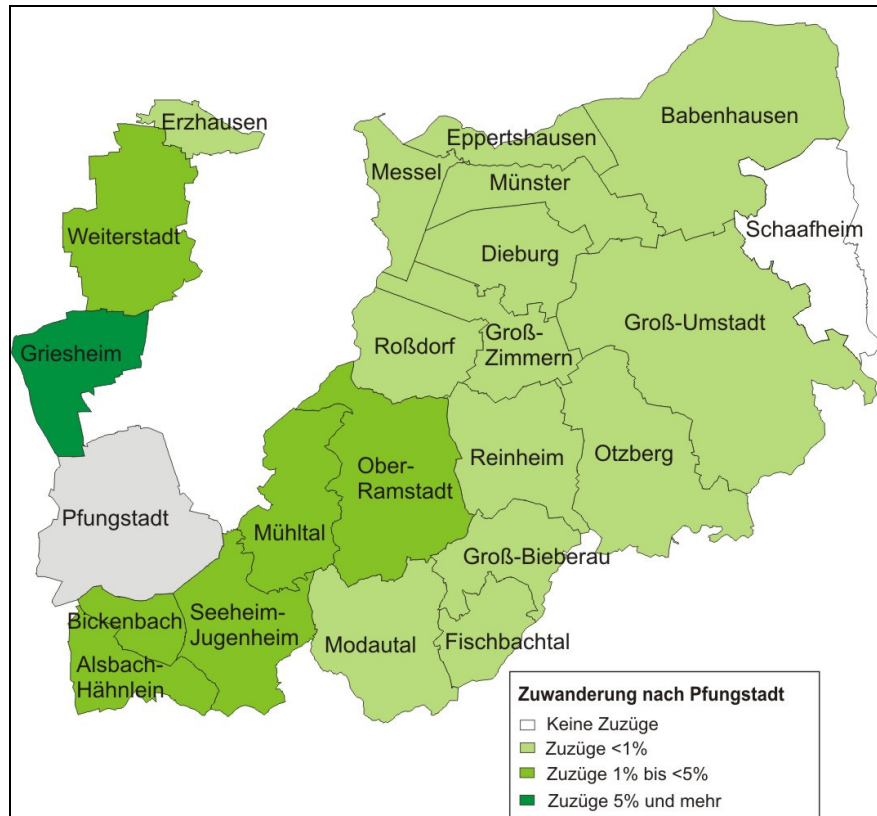 Erzhausen
Babenhausen
Eppertshausen
Messel
Münster
Weiterstadt
Schaafheim
Dieburg
Groß-Umstadt
Griesheim
Roßdorf
Groß-
Zimmern
Ober-
Ramstadt
Reinheim
Otzberg
Pfungstadt
Mühltal
Groß-Bieberau
Bickenbach
Seeheim-
Jugenheim
Modautal
Fischbachtal
Alsbach-
Hähnlein
Zuwanderung nach Pfungstadt
Keine Zuzüge
Zuzüge <1%
Zuzüge 1% bis <5%
Zuzüge 5% und mehr